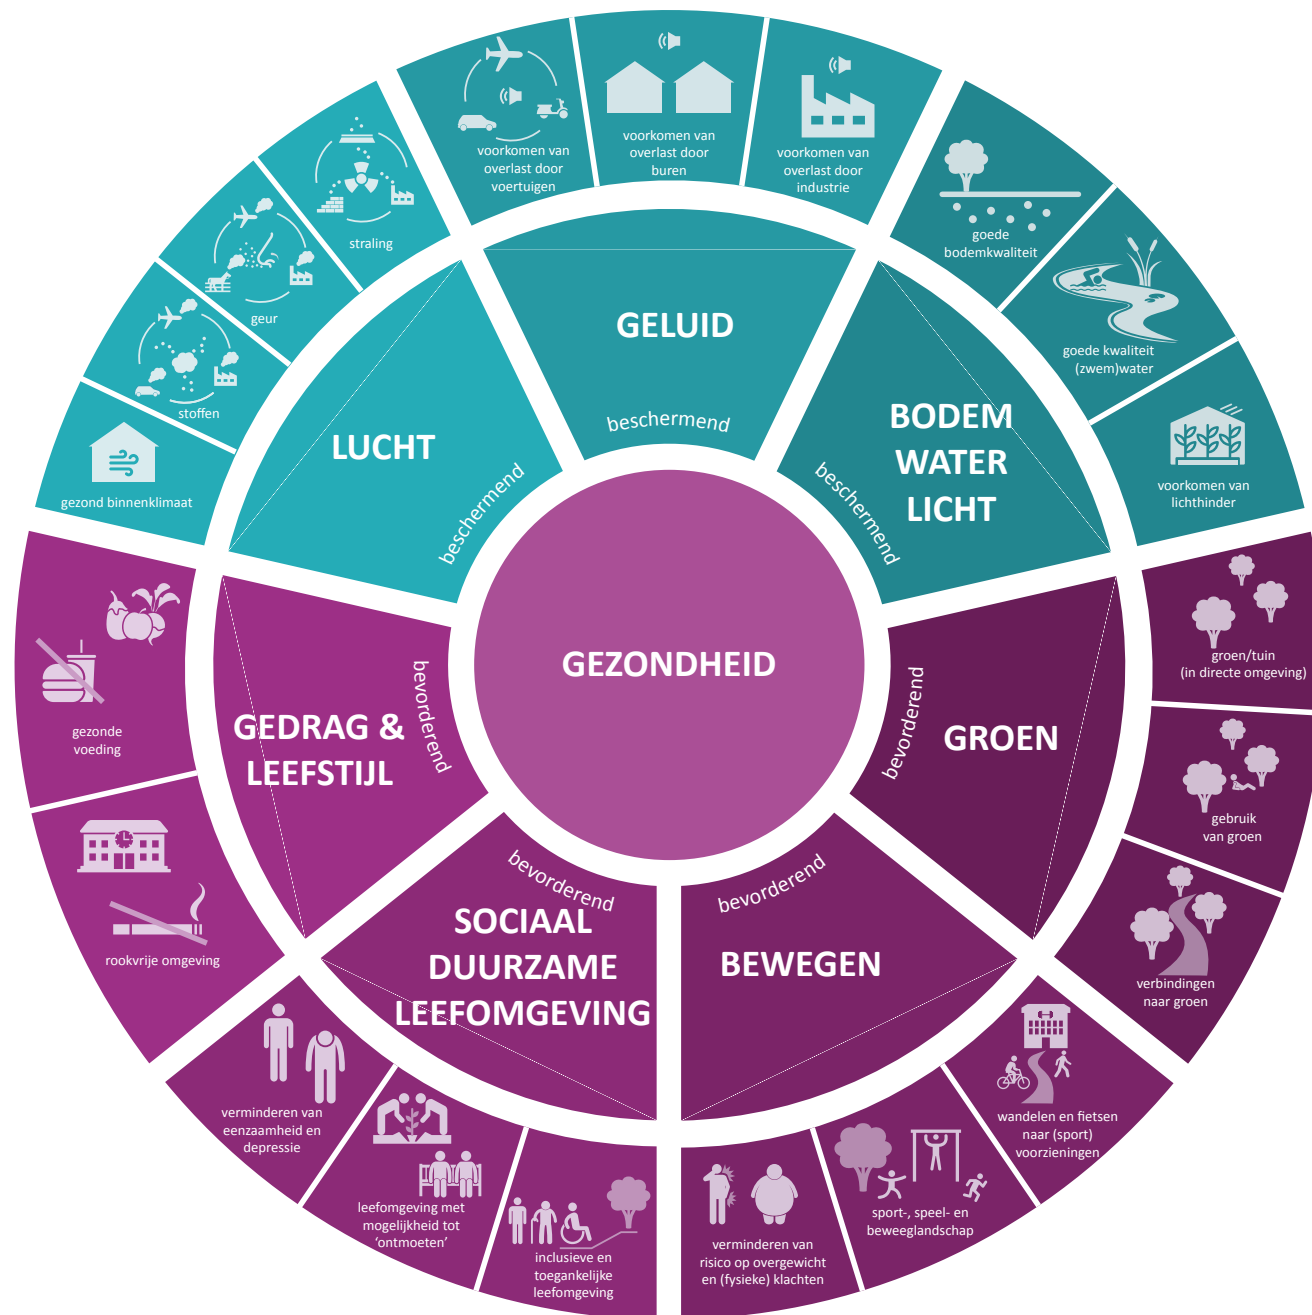 GEZONDHEID
GELUID
beschermend
voorkomen van
overlast door
voertuigen
voorkomen van
overlast door
buren
voorkomen van
overlast door
industrie
BODEM
WATER
LICHT
beschermend
goede
bodemkwaliteit
goede kwaliteit
(zwem)water
voorkomen van
lichthinder
GROEN
bevorderend
groen/tuin
(in directe omgeving)
gebruik
van groen
verbindingen
naar groen
BEWEGEN
bevorderend
wandelen en fietsen
naar (sport)
voorzieningen
sport-, speel- en
beweeglandschap
verminderen van
risico op overgewicht
en (fysieke) klachten
SOCIAAL
DUURZAME
LEEFOMGEVING
bevorderend
inclusieve en
toegankelijke
leefomgeving
leefomgeving met
mogelijkheid tot
‘ontmoeten’
verminderen van
eenzaamheid en
depressie
GEDRAG &
LEEFSTIJL
bevorderend
rookvrije omgeving
gezonde
voeding
LUCHT
beschermend
gezond binnenklimaat
stoffen
geur
straling